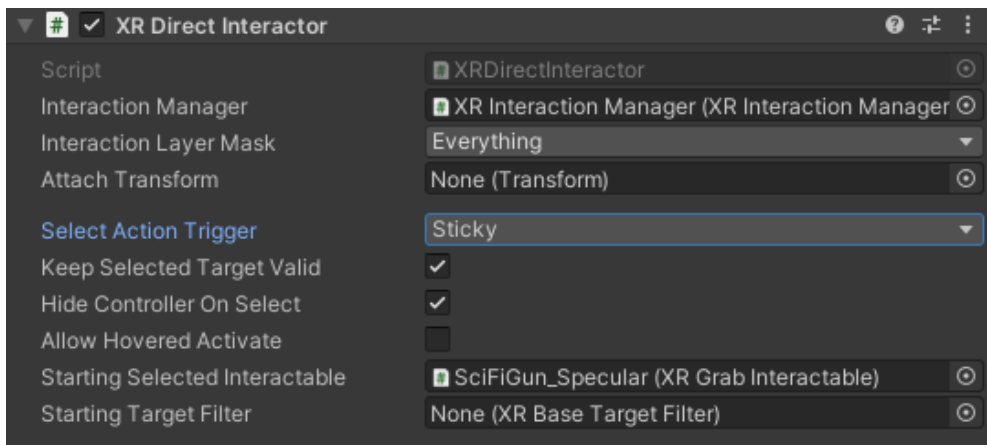 XR Direct Interactor
Script XRDirectInteractor
Interaction Manager XR Interaction Manager (XR Interaction Manager
Interaction Layer Mask Everything
Attach Transform None (Transform)
Select Action Trigger Sticky
Keep Selected Target Valid
Hide Controller On Select
Allow Hovered Activate
Starting Selected Interactable SciFiGun_Specular (XR Grab Interactable)
Starting Target Filter None (XR Base Target Filter)